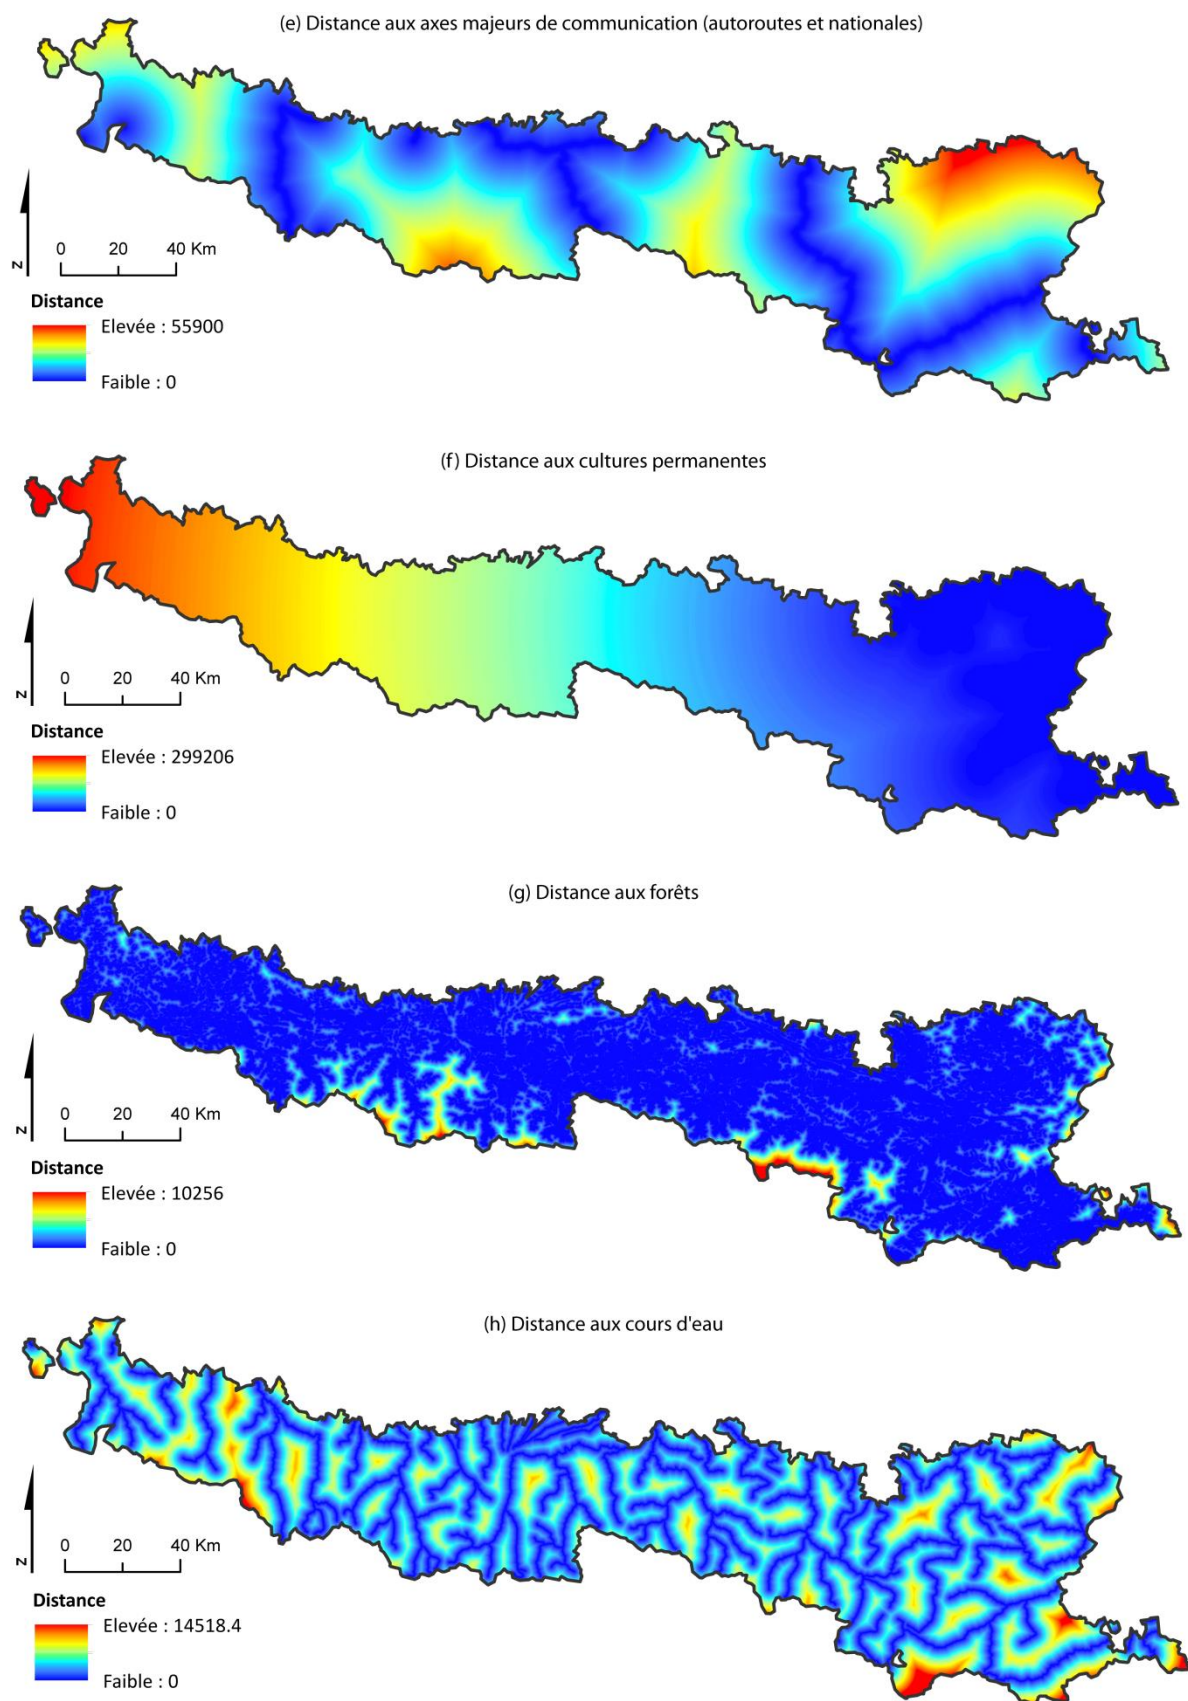 (e) Distance aux axes majeurs de communication (autoroutes et nationales)
N
0 20 40 Km
Distance
Elevée : 55900
Faible : 0
(f) Distance aux cultures permanentes
N
0 20 40 Km
Distance
Elevée : 299206
Faible : 0
(g) Distance aux forêts
N
0 20 40 Km
Distance
Elevée : 10256
Faible : 0
(h) Distance aux cours d'eau
N
0 20 40 Km
Distance
Elevée : 14518.4
Faible : 0